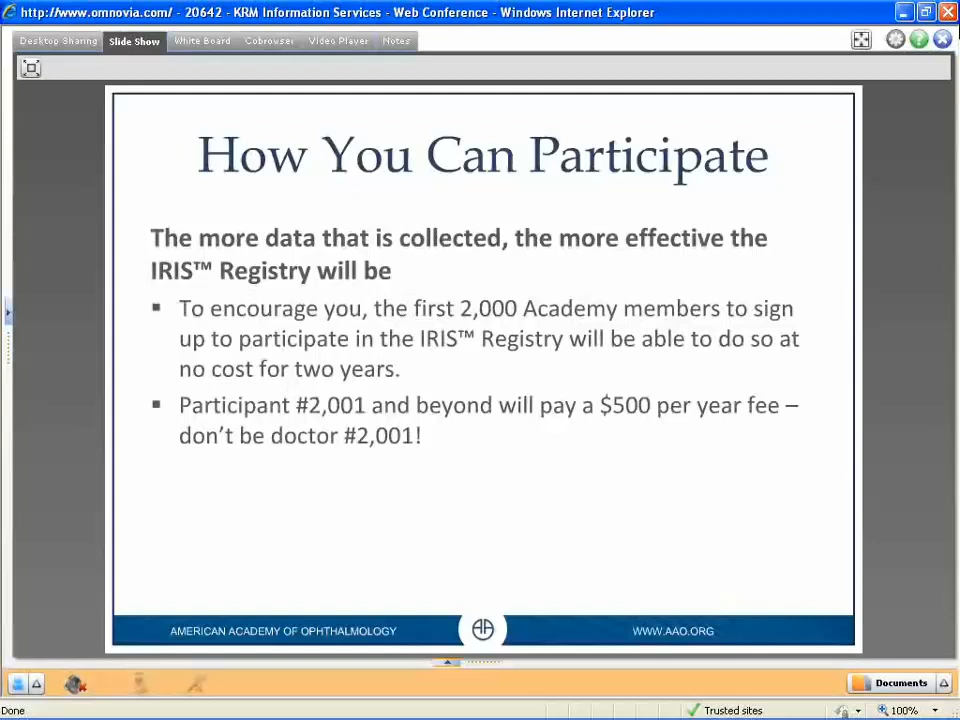 http://www.omnovia.com/ - 20642 - KRM Information Services - Web Conference - Windows Internet Explorer
Desktop Sharing Slide Show White Board Cobrowser Video Player Notes
How You Can Participate
The more data that is collected, the more effective the
IRIS™ Registry will be
▪ To encourage you, the first 2,000 Academy members to sign
up to participate in the IRIS™ Registry will be able to do so at
no cost for two years.
▪ Participant #2,001 and beyond will pay a $500 per year fee –
don't be doctor #2,001!
AMERICAN ACADEMY OF OPHTHALMOLOGY WWW.AAO.ORG
Documents
Done Trusted sites 100%